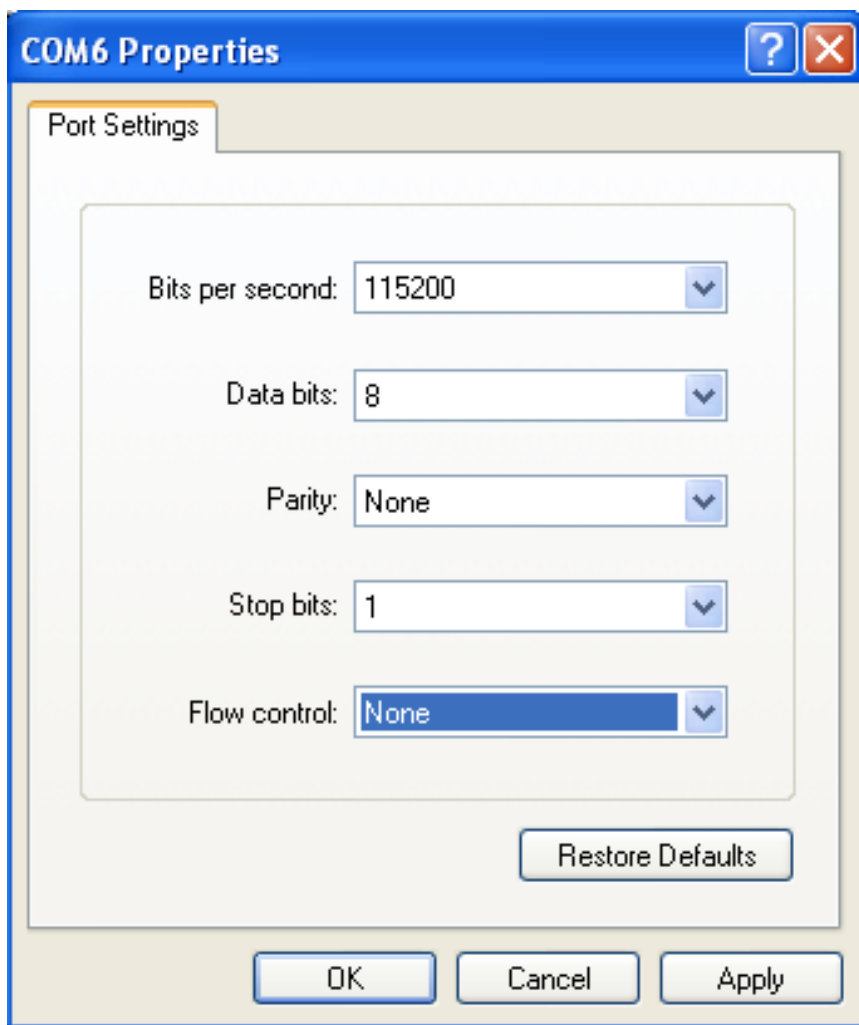 COM6 Properties
Port Settings
Bits per second: 115200
Data bits: 8
Parity: None
Stop bits: 1
Flow control: None
Restore Defaults
OK Cancel Apply